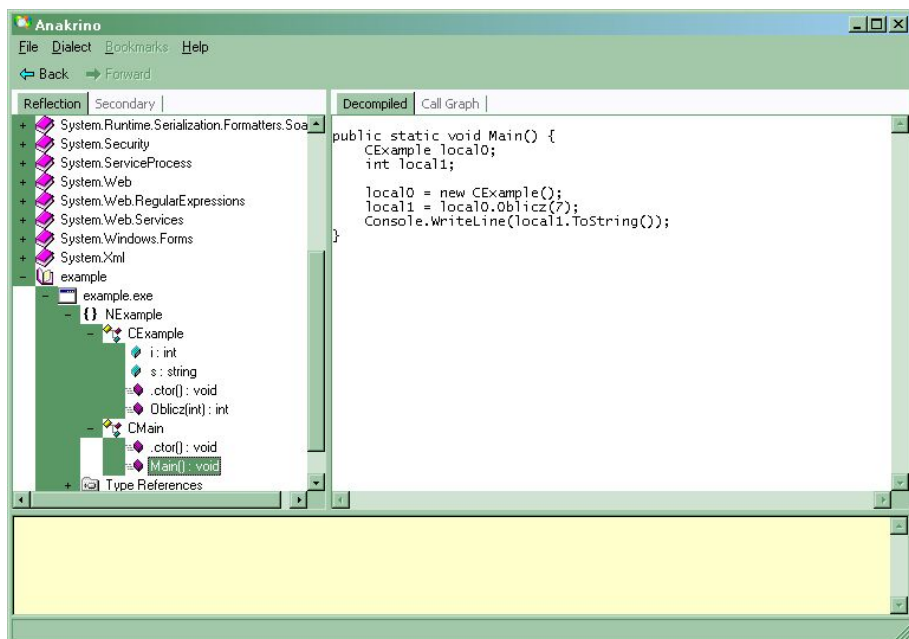 Anakrino
File Dialect Bookmarks Help
Back Forward
Reflection Secondary
System.Runtime.Serialization.Formatters.Soa
System.Security
System.ServiceProcess
System.Web
System.Web.RegularExpressions
System.Web.Services
System.Windows.Forms
System.Xml
example
example.exe
{} NExample
CExample
i : int
s : string
.ctor() : void
Oblicz(int) : int
CMain
.ctor() : void
Main() : void
Type References
Decompiled Call Graph
public static void Main() {
CExample local0;
int local1;
local0 = new CExample();
local1 = local0.Oblicz(7);
Console.WriteLine(local1.ToString());
}